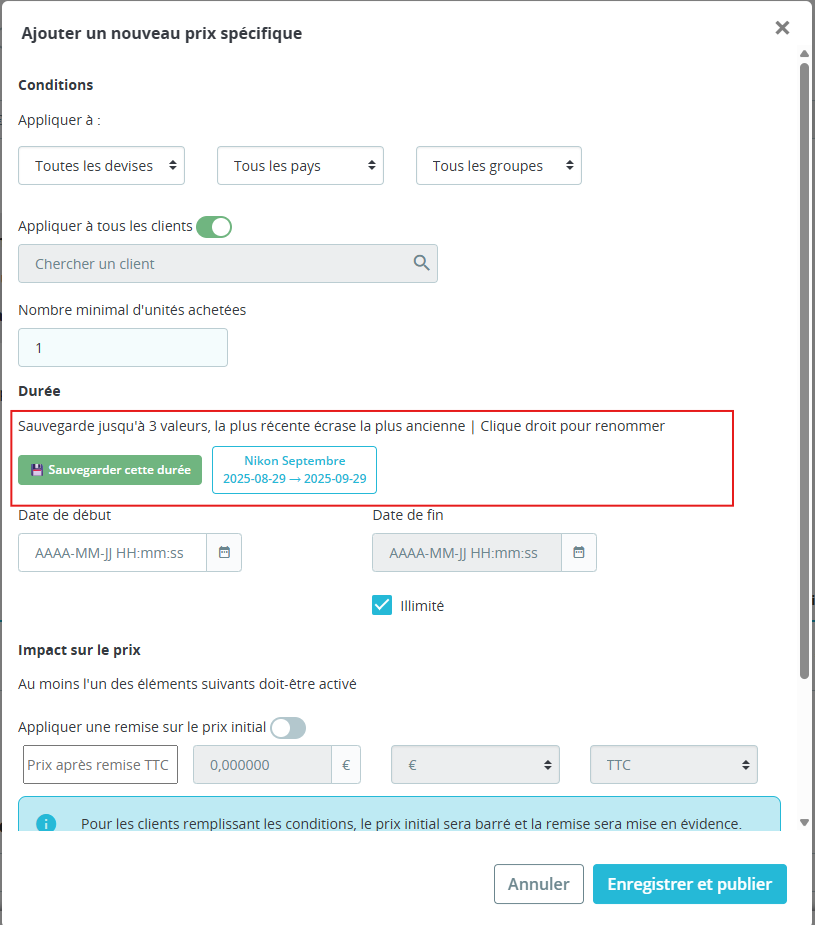 Ajouter un nouveau prix spécifique
×
Conditions
Appliquer à :
Toutes les devises
Tous les pays
Tous les groupes
Appliquer à tous les clients
Chercher un client
Nombre minimal d'unités achetées
1
Durée
Sauvegarde jusqu'à 3 valeurs, la plus récente écrase la plus ancienne | Clique droit pour renommer
Sauvegarder cette durée
Nikon Septembre
2025-08-29 → 2025-09-29
Date de début
Date de fin
AAAA-MM-JJ HH:mm:ss
AAAA-MM-JJ HH:mm:ss
Illimité
Impact sur le prix
Au moins l'un des éléments suivants doit-être activé
Appliquer une remise sur le prix initial
Prix après remise TTC
0,000000
€
€
TTC
Pour les clients remplissant les conditions, le prix initial sera barré et la remise sera mise en évidence.
Annuler
Enregistrer et publier